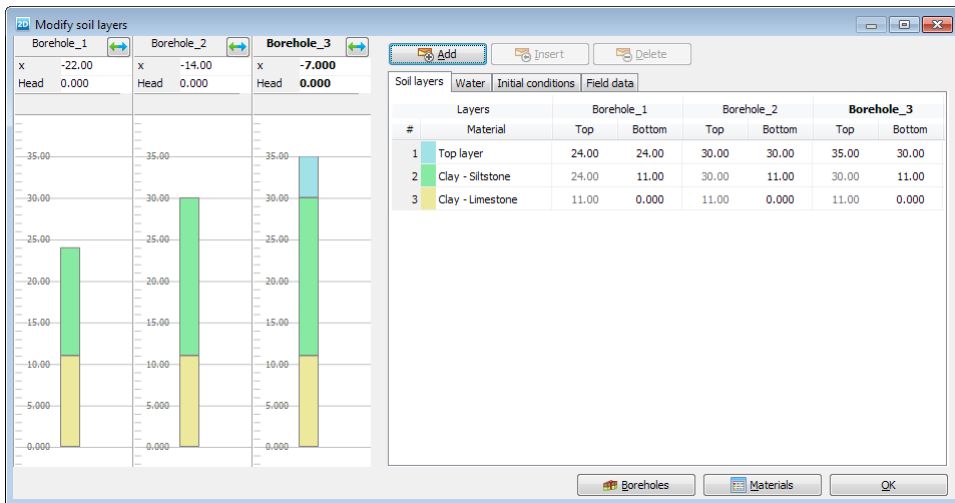 2D Modify soil layers
Borehole_1 Borehole_2 Borehole_3
x -22.00 x -14.00 x -7.000
Head 0.000 Head 0.000 Head 0.000
35.00 35.00 35.00
30.00 30.00 30.00
25.00 25.00 25.00
20.00 20.00 20.00
15.00 15.00 15.00
10.00 10.00 10.00
5.000 5.000 5.000
0.000 0.000 0.000
Add Insert Delete
Soil layers Water Initial conditions Field data
Layers Borehole_1 Borehole_2 Borehole_3
# Material Top Bottom Top Bottom Top Bottom
1 Top layer 24.00 24.00 30.00 30.00 35.00 30.00
2 Clay - Siltstone 24.00 11.00 30.00 11.00 30.00 11.00
3 Clay - Limestone 11.00 0.000 11.00 0.000 11.00 0.000
Boreholes Materials OK